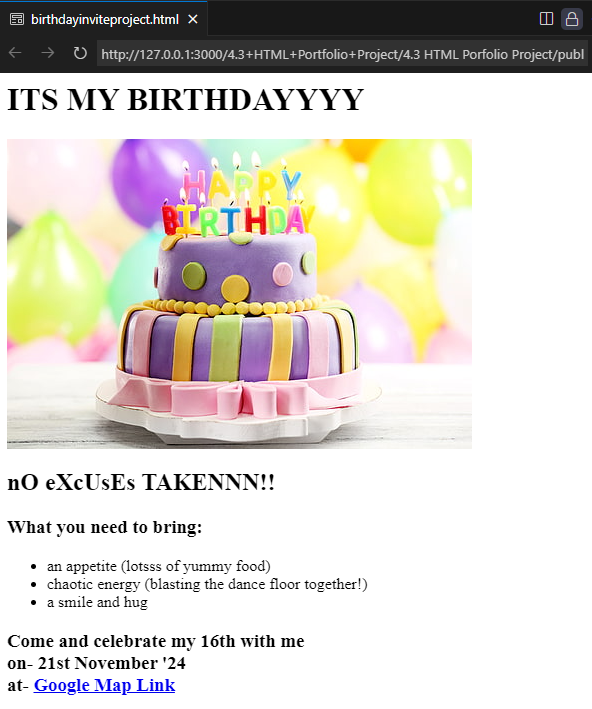 birthdayinviteproject.html
http://127.0.0.1:3000/4.3+HTML+Portfolio+Project/4.3 HTML Porfolio Project/publ
ITS MY BIRTHDAYYYY
HAPPY
BIRTHDAY
nO eXcUsEs TAKENNN!!
What you need to bring:
an appetite (lotsss of yummy food)
chaotic energy (blasting the dance floor together!)
a smile and hug
Come and celebrate my 16th with me
on- 21st November '24
at- Google Map Link